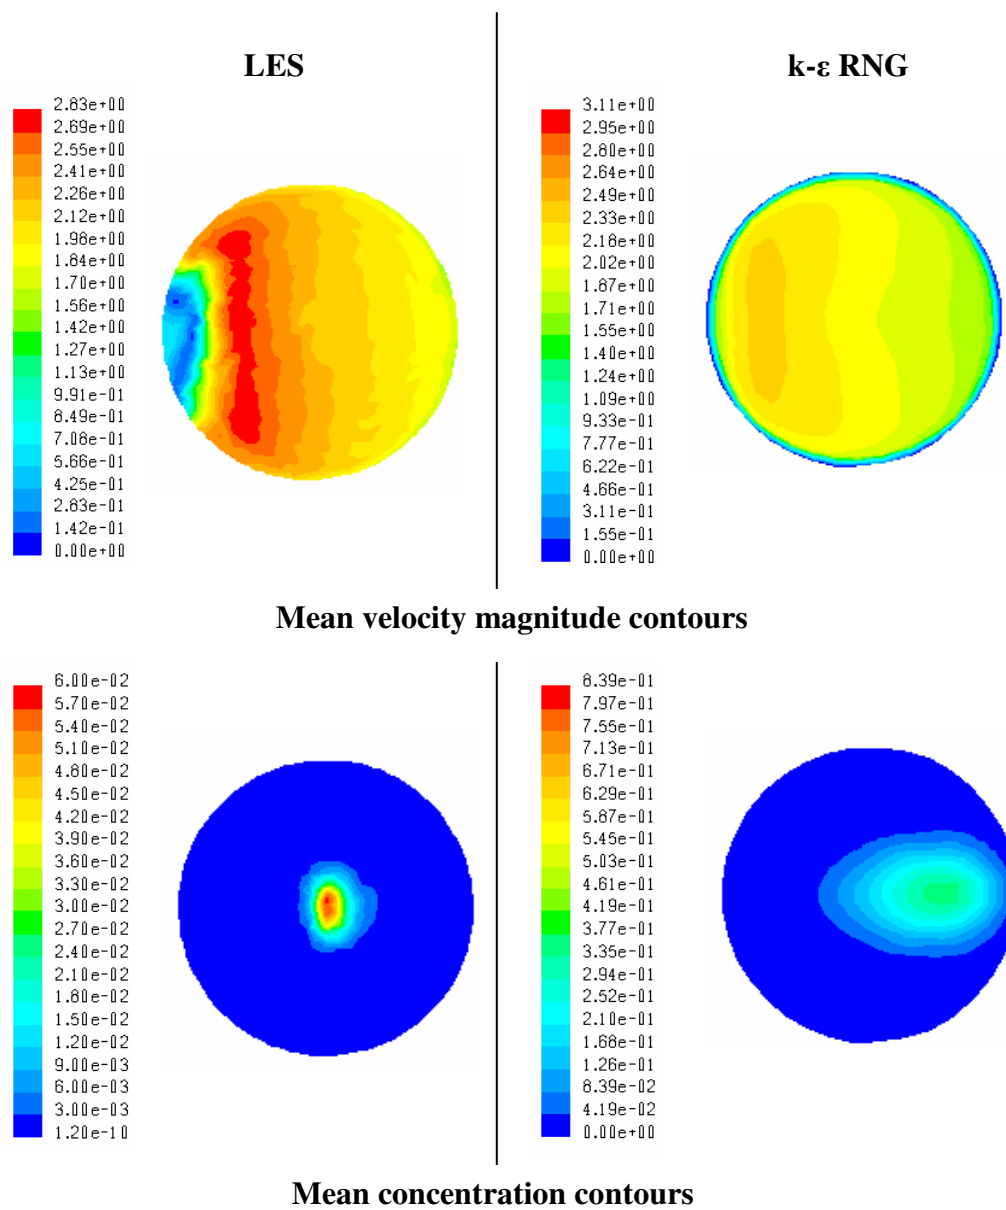 LES
k-ε RNG
2.83e+00
2.69e+00
2.55e+00
2.41e+00
2.26e+00
2.12e+00
1.98e+00
1.84e+00
1.70e+00
1.56e+00
1.42e+00
1.27e+00
1.13e+00
9.91e-01
8.49e-01
7.08e-01
5.66e-01
4.25e-01
2.83e-01
1.42e-01
0.00e+00
3.11e+00
2.95e+00
2.80e+00
2.64e+00
2.49e+00
2.33e+00
2.18e+00
2.02e+00
1.87e+00
1.71e+00
1.55e+00
1.40e+00
1.24e+00
1.09e+00
9.33e-01
7.77e-01
6.22e-01
4.66e-01
3.11e-01
1.55e-01
0.00e+00
Mean velocity magnitude contours
6.00e-02
5.70e-02
5.40e-02
5.10e-02
4.80e-02
4.50e-02
4.20e-02
3.90e-02
3.60e-02
3.30e-02
3.00e-02
2.70e-02
2.40e-02
2.10e-02
1.80e-02
1.50e-02
1.20e-02
9.00e-03
6.00e-03
3.00e-03
1.20e-10
8.39e-01
7.97e-01
7.55e-01
7.13e-01
6.71e-01
6.29e-01
5.87e-01
5.45e-01
5.03e-01
4.61e-01
4.19e-01
3.77e-01
3.35e-01
2.94e-01
2.52e-01
2.10e-01
1.68e-01
1.26e-01
8.39e-02
4.19e-02
0.00e+00
Mean concentration contours